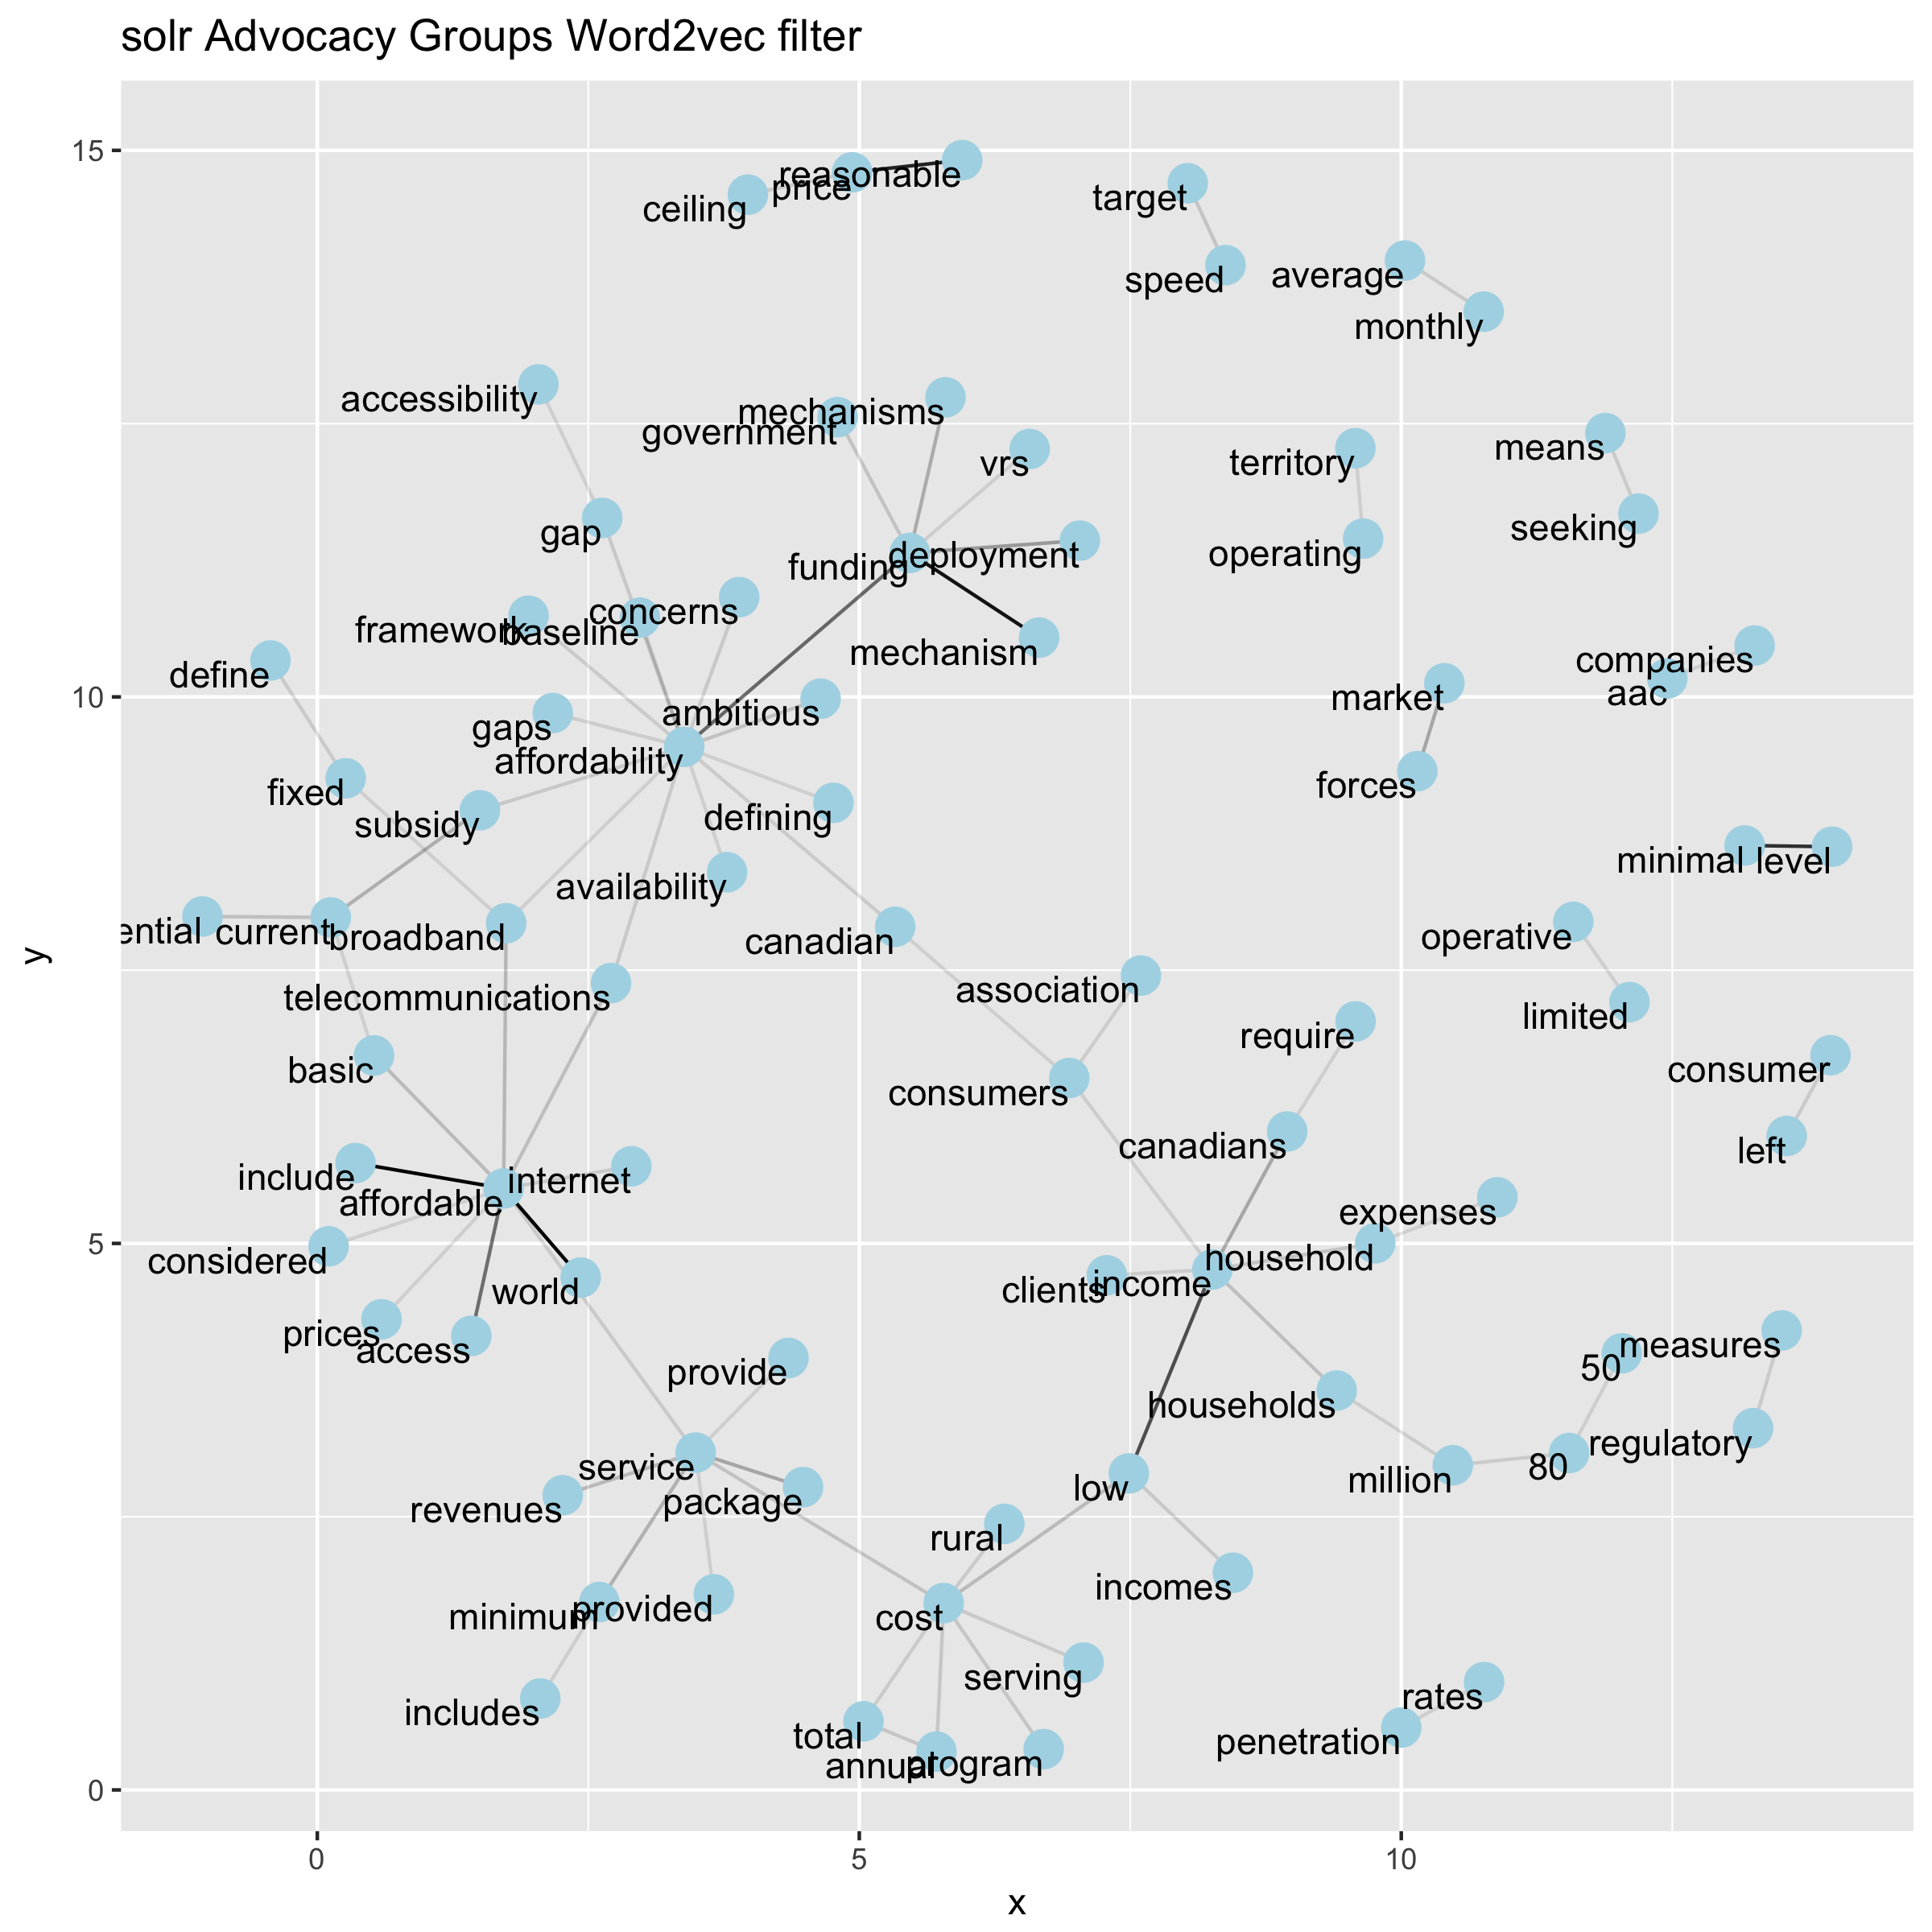 solr Advocacy Groups Word2vec filter
15
reasonable
price
ceiling
target
speed
average
monthly
accessibility
mechanisms
government
vrs
territory
means
gap
seeking
funding
deployment
operating
concerns
framework
baseline
mechanism
companies
define
aac
10
market
ambitious
gaps
affordability
forces
fixed
subsidy
defining
minimal
level
availability
ential
current
broadband
canadian
operative
telecommunications
association
limited
require
basic
consumer
consumers
canadians
left
include
affordable
internet
expenses
5
considered
household
world
clients
income
prices
access
provide
50
measures
households
service
package
revenues
low
million
80
regulatory
rural
incomes
minimum
provided
cost
serving
includes
rates
total
penetration
annual
program
0
0
5
10
x
y